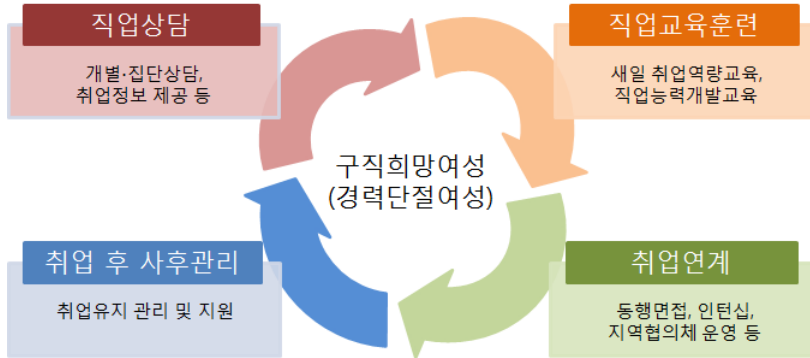 직업상담
개별·집단상담,
취업정보 제공 등
직업교육훈련
새일 취업역량교육,
직업능력개발교육
구직희망여성
(경력단절여성)
취업 후 사후관리
취업유지 관리 및 지원
취업연계
동행면접, 인턴십,
지역협의체 운영 등